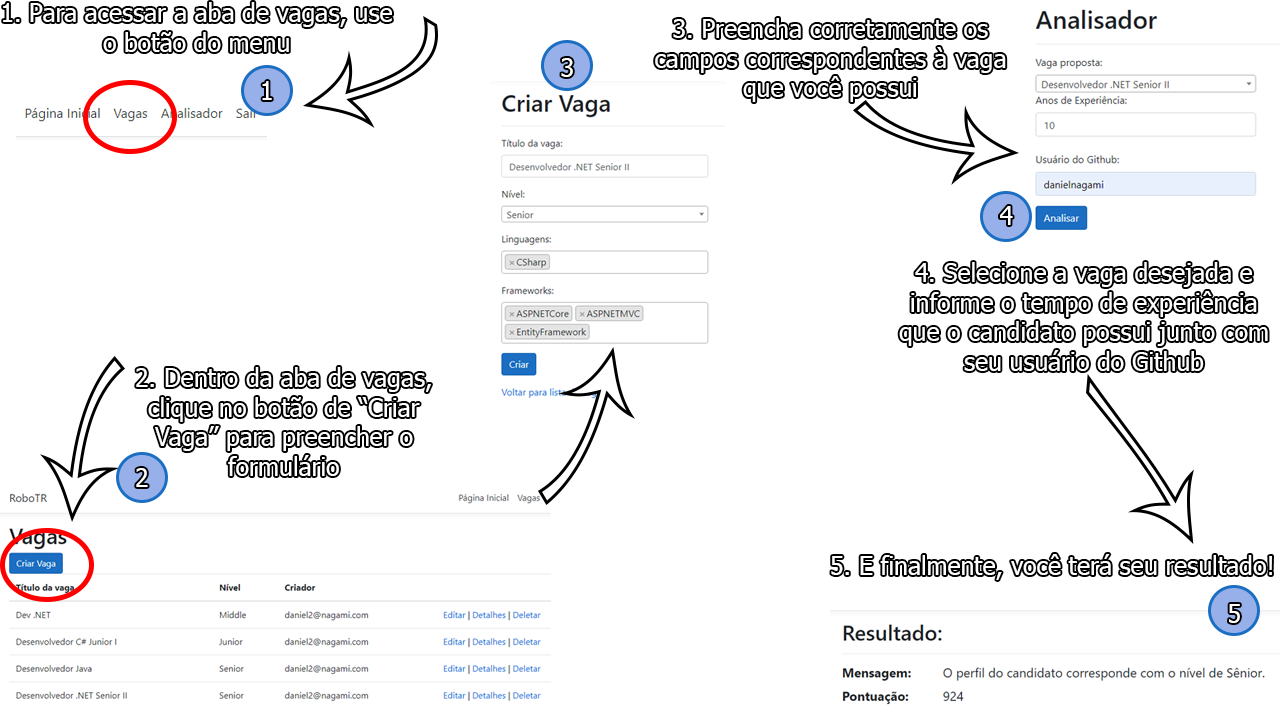 1. Para acessar a aba de vagas, use
o botão do menu
1
Página Inicial Vagas Analisador Sair
2. Dentro da aba de vagas,
clique no botão de “Criar
Vaga” para preencher o
formulário
2
RoboTR
Página Inicial Vagas
Vagas
Criar Vaga
Título da vaga Nível Criador
Dev .NET Middle daniel2@nagami.com Editar | Detalhes | Deletar
Desenvolvedor C# Junior I Junior daniel2@nagami.com Editar | Detalhes | Deletar
Desenvolvedor Java Senior daniel2@nagami.com Editar | Detalhes | Deletar
Desenvolvedor .NET Senior II Senior daniel2@nagami.com Editar | Detalhes | Deletar
3. Preencha corretamente os
campos correspondentes à vaga
que você possui
3
Criar Vaga
Título da vaga:
Desenvolvedor .NET Senior II
Nível:
Senior
Linguagens:
× CSharp
Frameworks:
× ASPNETCore × ASPNETMVC
× EntityFramework
Criar
Voltar para
Analisador
Vaga proposta:
Desenvolvedor .NET Senior II
Anos de Experiência:
10
Usuário do Github:
danielnagami
4
Analisar
4. Selecione a vaga desejada e
informe o tempo de experiência
que o candidato possui junto com
seu usuário do Github
5. E finalmente, você terá seu resultado!
5
Resultado:
Mensagem: O perfil do candidato corresponde com o nível de Sênior.
Pontuação: 924